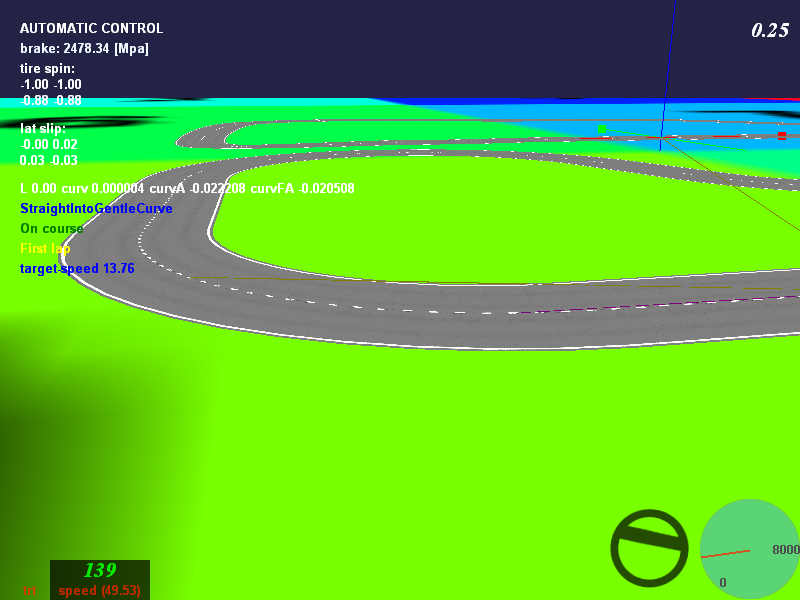 AUTOMATIC CONTROL
0.25
brake: 2478.34 [Mpa]
tire spin:
-1.00 -1.00
-0.88 -0.88
lat slip:
-0.00 0.02
0.03 -0.03
L 0.00 curv 0.000004 curvA -0.022208 curvFA -0.020508
StraightIntoGentleCurve
On course
First lap
target-speed 13.76
8000
0
139
speed (49.53)